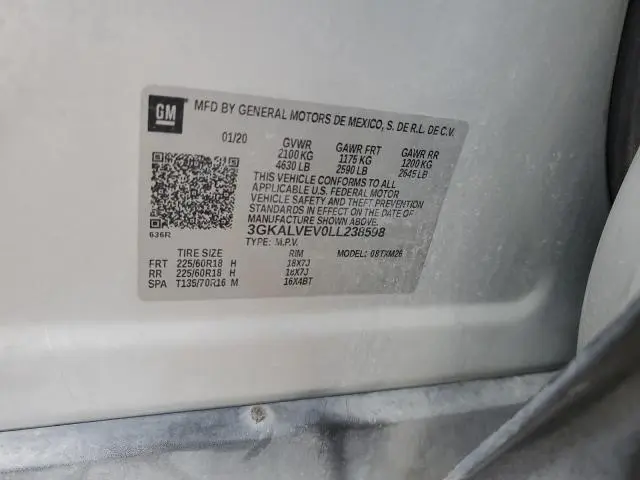 GM
MFD BY GENERAL MOTORS DE MEXICO, S. DE R.L. DE C.V.
01/20 GVWR GAWR FRT GAWR RR
2100 KG 1175 KG 1200 KG
4630 LB 2590 LB 2645 LB
THIS VEHICLE CONFORMS TO ALL
APPLICABLE U.S. FEDERAL MOTOR
VEHICLE SAFETY, BUMPER, AND
THEFT PREVENTION STANDARDS
IN EFFECT ON THE DATE OF
MANUFACTURE SHOWN ABOVE.
636R 3GKALVEV0LL238598
TYPE: M.P.V. MODEL: 08TXM26
TIRE SIZE RIM
FRT 225/60R18 H 18X7J
RR 225/60R18 H 18X7J
SPA T135/70R16 M 16X4BT